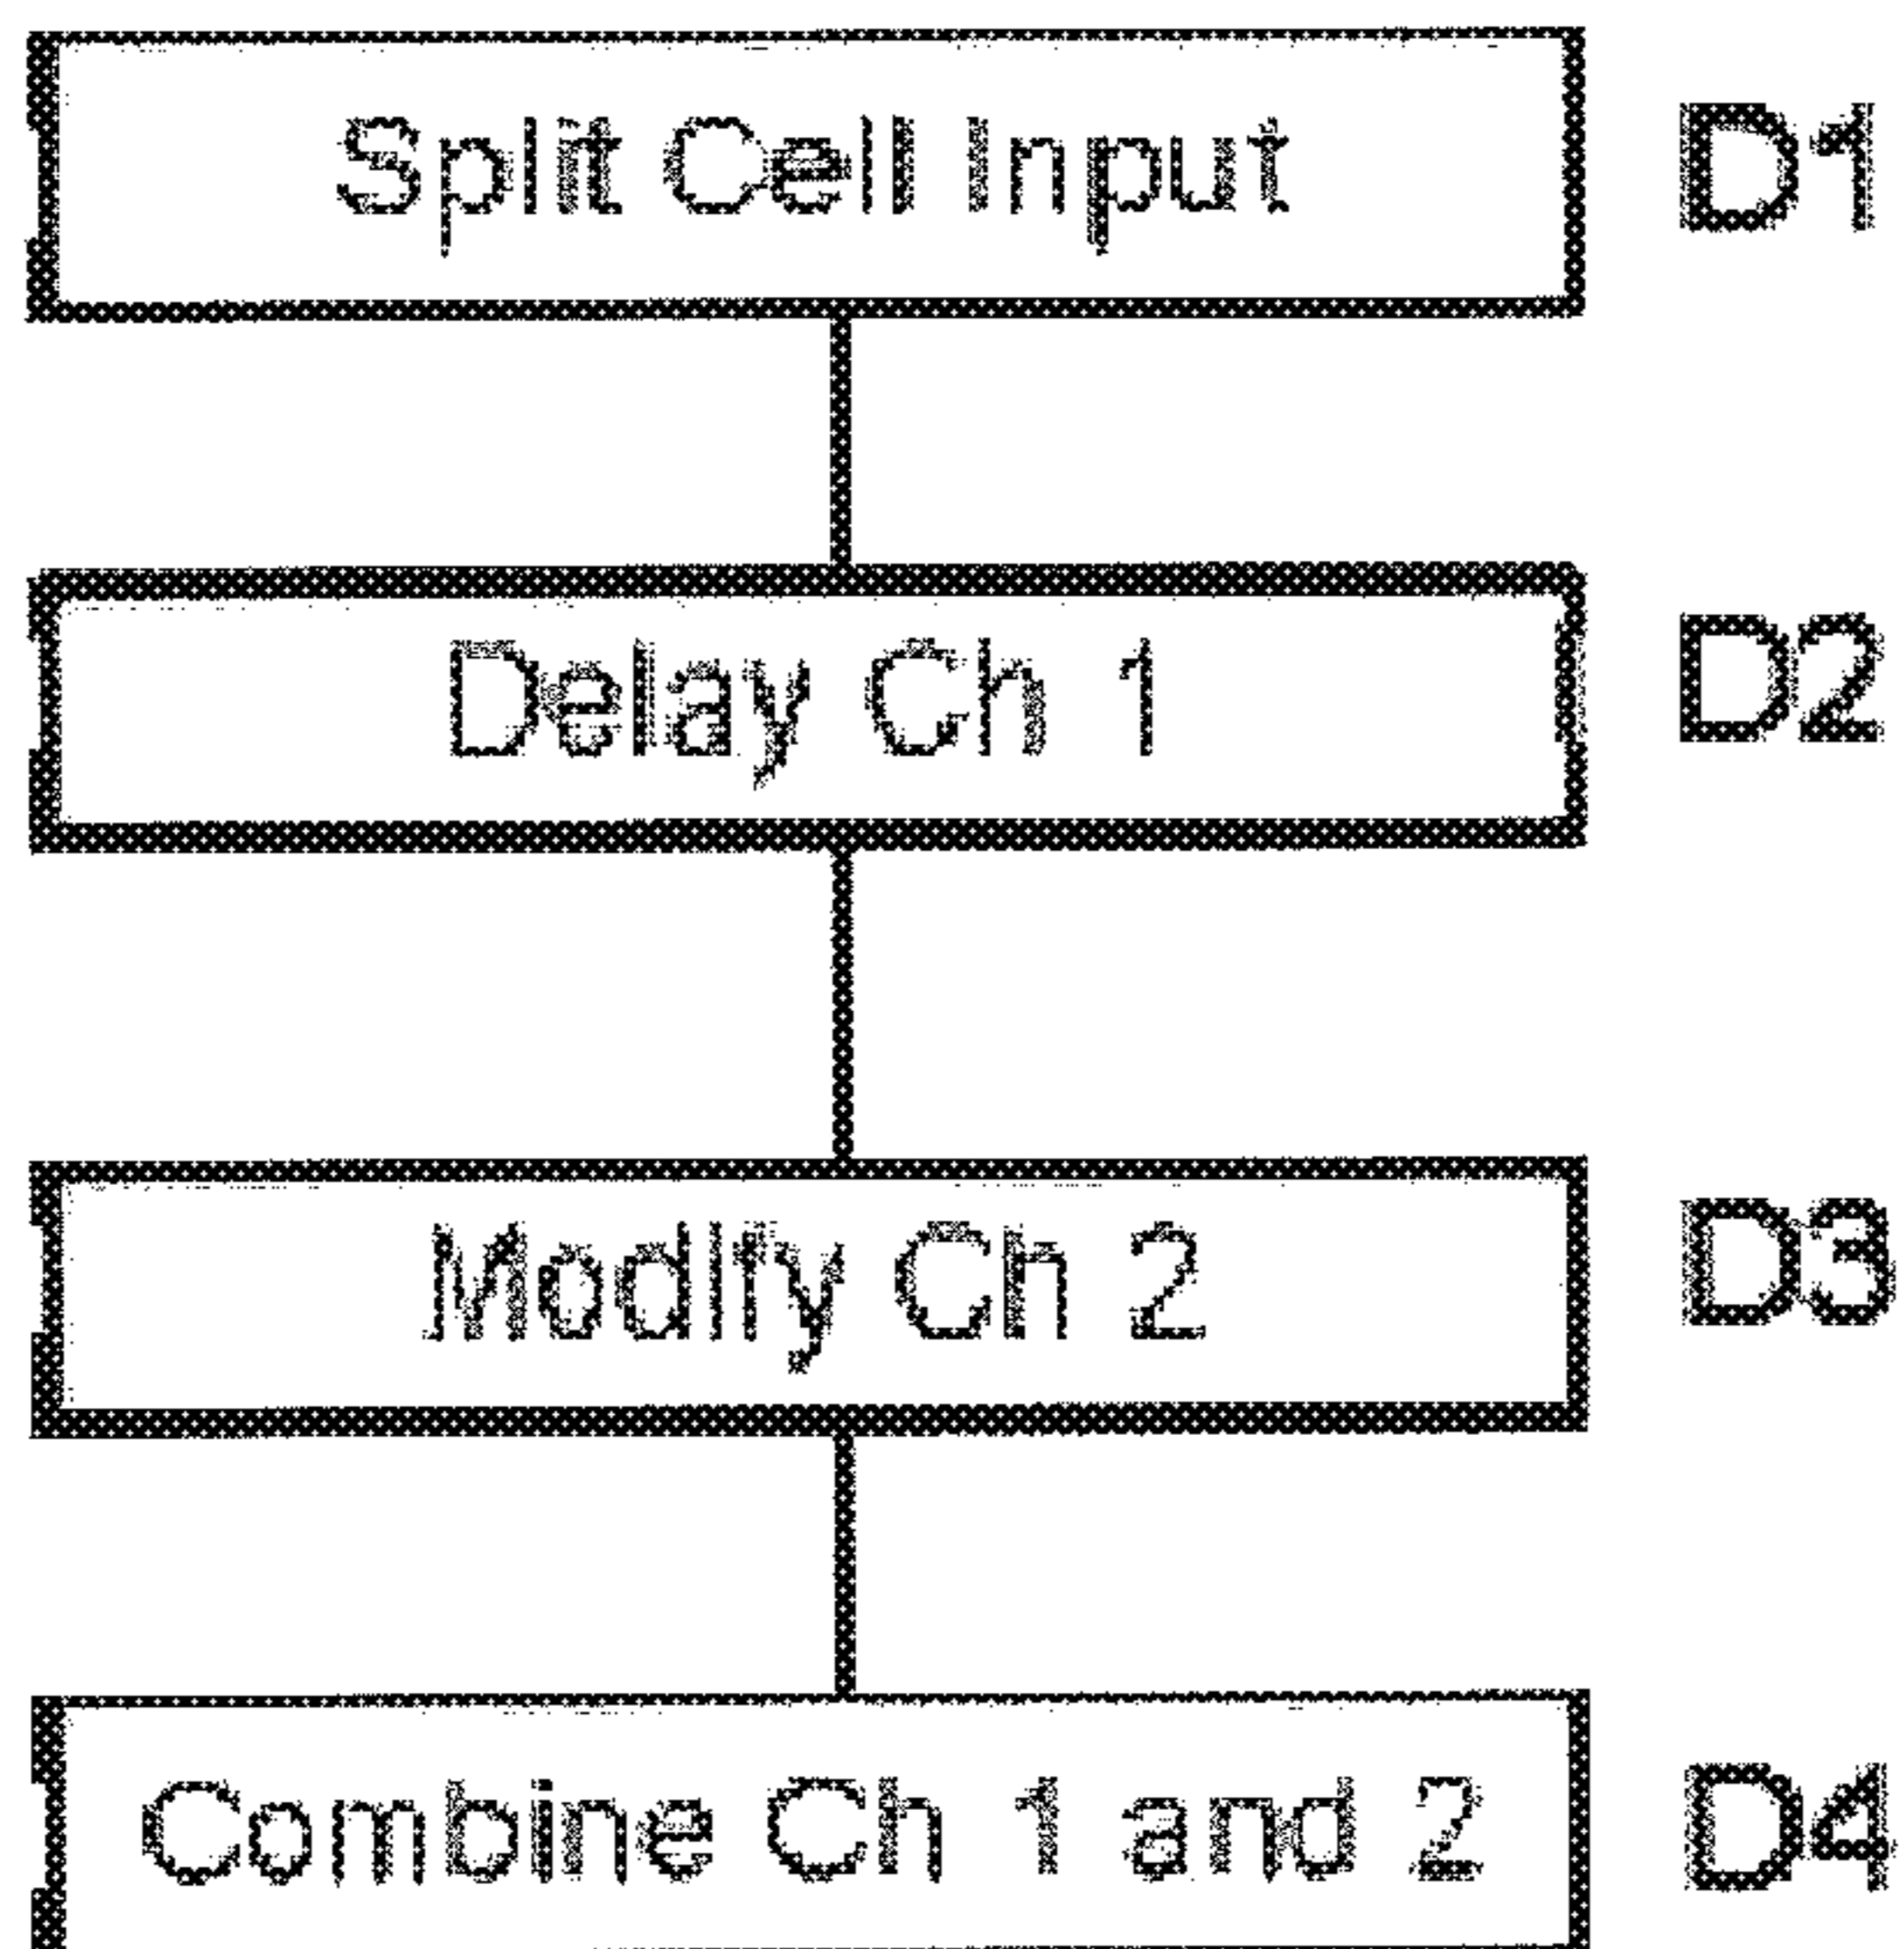 Split Cell Input D1
Delay Ch 1 D2
Modify Ch 2 D3
Combine Ch 1 and 2 D4